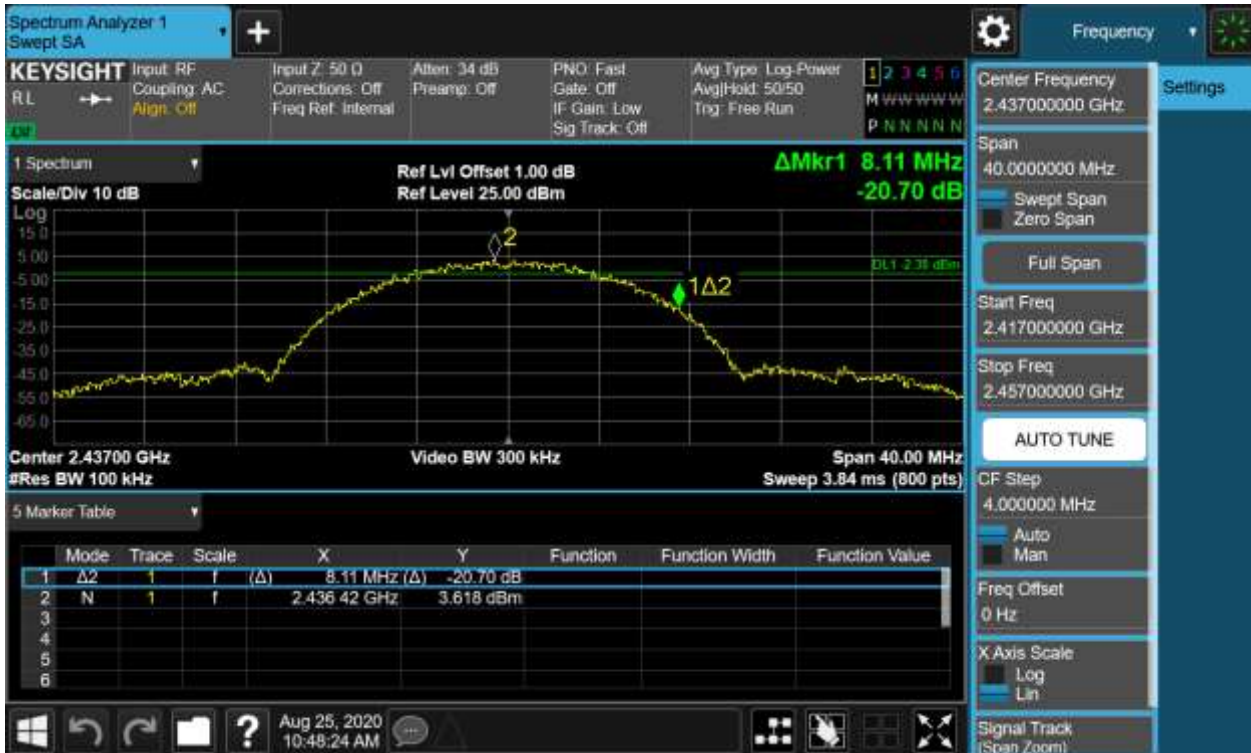 Spectrum Analyzer 1
Swept SA
+
Frequency
KEYSIGHT
RL
Input: RF
Coupling: AC
Align: Off
Input Z: 50 Ω
Corrections: Off
Freq Ref: Internal
Atten: 34 dB
Preamp: Off
PNO: Fast
Gate: Off
IF Gain: Low
Sig Track: Off
Avg Type: Log-Power
Avg|Hold: 50/50
Trig: Free Run
1 2 3 4 5 6
M W W W W W
P N N N N N
Center Frequency
2.437000000 GHz
Settings
Span
40.0000000 MHz
Swept Span
Zero Span
Full Span
Start Freq
2.417000000 GHz
Stop Freq
2.457000000 GHz
AUTO TUNE
CF Step
4.000000 MHz
Auto
Man
Freq Offset
0 Hz
X Axis Scale
Log
Lin
Signal Track
(Span Zoom)
1 Spectrum
Scale/Div 10 dB
Log
Ref Lvl Offset 1.00 dB
Ref Level 25.00 dBm
ΔMkr1 8.11 MHz
-20.70 dB
15.0
5.00
-5.00
-15.0
-25.0
-35.0
-45.0
-55.0
-65.0
2
1Δ2
Center 2.43700 GHz
#Res BW 100 kHz
Video BW 300 kHz
Span 40.00 MHz
Sweep 3.84 ms (800 pts)
5 Marker Table
Mode Trace Scale X Y Function Function Width Function Value
1 Δ2 1 f (Δ) 8.11 MHz (Δ) -20.70 dB
2 N 1 f 2.436 42 GHz 3.618 dBm
3
4
5
6
?
Aug 25, 2020
10:48:24 AM